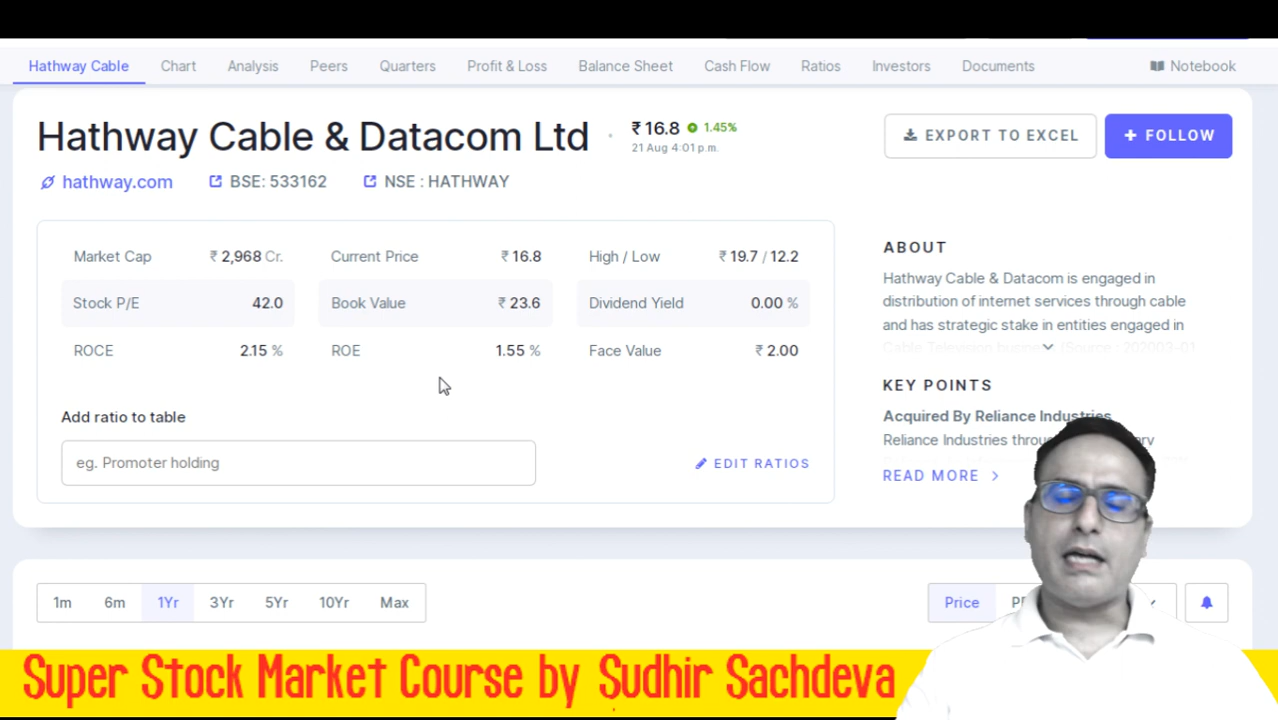 Hathway Cable Chart Analysis Peers Quarters Profit & Loss Balance Sheet Cash Flow Ratios Investors Documents Notebook
Hathway Cable & Datacom Ltd
₹ 16.8 1.45%
21 Aug 4:01 p.m.
EXPORT TO EXCEL
+ FOLLOW
hathway.com BSE: 533162 NSE : HATHWAY
Market Cap ₹ 2,968 Cr. Current Price ₹ 16.8 High / Low ₹ 19.7 / 12.2
Stock P/E 42.0 Book Value ₹ 23.6 Dividend Yield 0.00 %
ROCE 2.15 % ROE 1.55 % Face Value ₹ 2.00
Add ratio to table
eg. Promoter holding
EDIT RATIOS
ABOUT
Hathway Cable & Datacom is engaged in
distribution of internet services through cable
and has strategic stake in entities engaged in
KEY POINTS
Acquired By Reliance Industries
Reliance Industries
READ MORE
1m 6m 1Yr 3Yr 5Yr 10Yr Max
Price
Super Stock Market Course by Sudhir Sachdeva